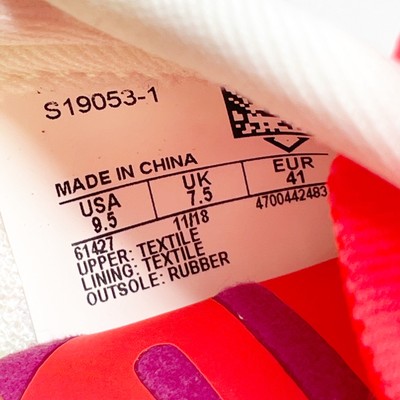 S19053-1
MADE IN CHINA
USA UK EUR
9.5 7.5 41
61427 11/18 4700442483
UPPER: TEXTILE
LINING: TEXTILE
OUTSOLE: RUBBER